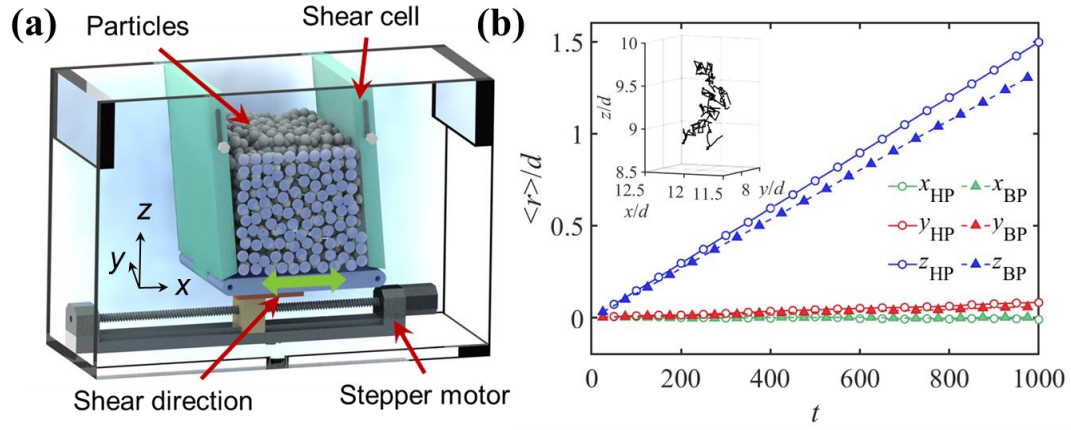 (a)
Particles
Shear cell
z
y
x
Shear direction
Stepper motor
(b)
<r>/d
1.5
1
0.5
0
0 200 400 600 800 1000
t
10
9.5
9
8.5
z/d
12.5 12 11.5 8 y/d
x/d
x_HP x_BP
y_HP y_BP
z_HP z_BP